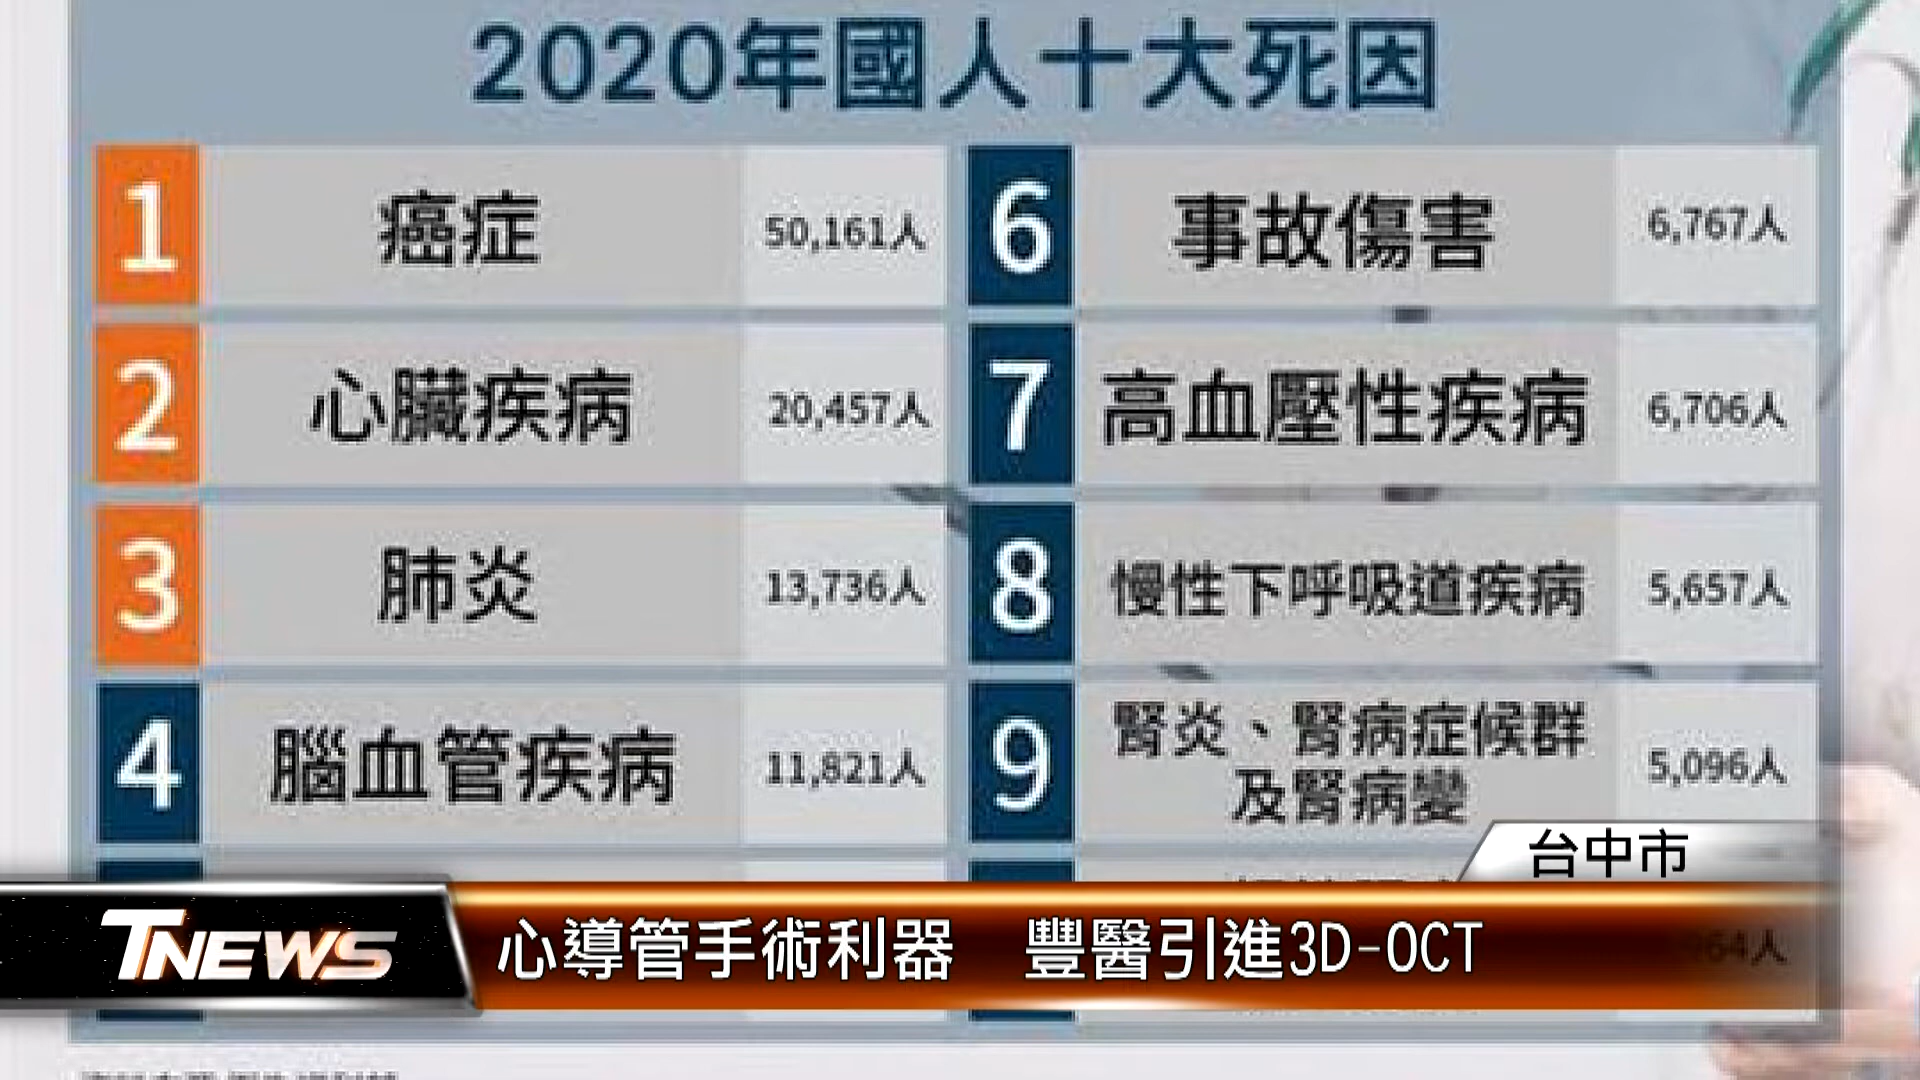 2020年國人十大死因
1 癌症 50,161人
2 心臟疾病 20,457人
3 肺炎 13,736人
4 腦血管疾病 11,821人
6 事故傷害 6,767人
7 高血壓性疾病 6,706人
8 慢性下呼吸道疾病 5,657人
9 腎炎、腎病症候群
及腎病變 5,096人
台中市
TNEWS 心導管手術利器 豐醫引進3D-OCT